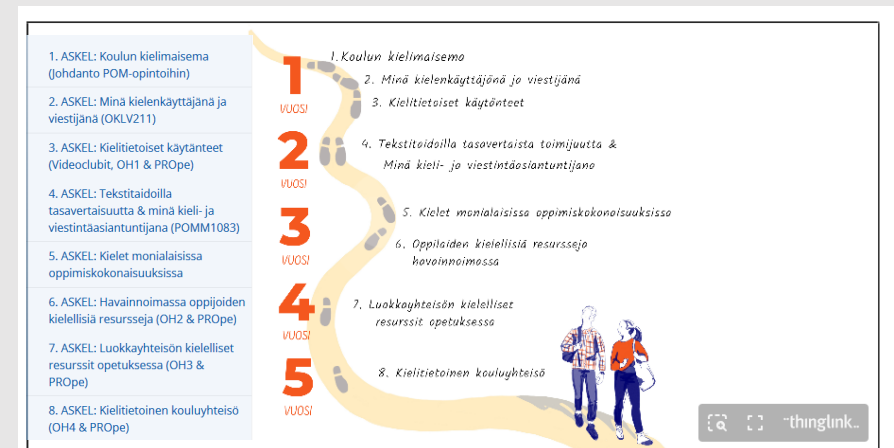 1. ASKEL: Koulun kielimaisema
(Johdanto POM-opintoihin)
2. ASKEL: Minä kielenkäyttäjänä ja
viestijänä (OKLV211)
3. ASKEL: Kielitietoiset käytänteet
(Videoclubit, OH1 & PROpe)
4. ASKEL: Tekstitaidoilla
tasavertaisuutta & minä kieli- ja
viestintäasiantuntijana (POMM1083)
5. ASKEL: Kielet monialaisissa
oppimiskokonaisuuksissa
6. ASKEL: Havainnoimassa oppijoiden
kielellisiä resursseja (OH2 & PROpe)
7. ASKEL: Luokkayhteisön kielelliset
resurssit opetuksessa (OH3 &
PROpe)
8. ASKEL: Kielitietoinen kouluyhteisö
(OH4 & PROpe)
1
VUOSI
1. Koulun kielimaisema
2. Minä kielenkäyttäjänä ja viestijänä
3. Kielitietoiset käytänteet
2
VUOSI
4. Tekstitaidoilla tasavertaista toimijuutta &
Minä kieli- ja viestintäasiantuntijana
3
VUOSI
5. Kielet monialaisissa oppimiskokonaisuuksissa
6. Oppilaiden kielellisiä resursseja
havainnoimassa
4
VUOSI
7. Luokkayhteisön kielelliset
resurssit opetuksessa
5
VUOSI
8. Kielitietoinen kouluyhteisö
thinglink..